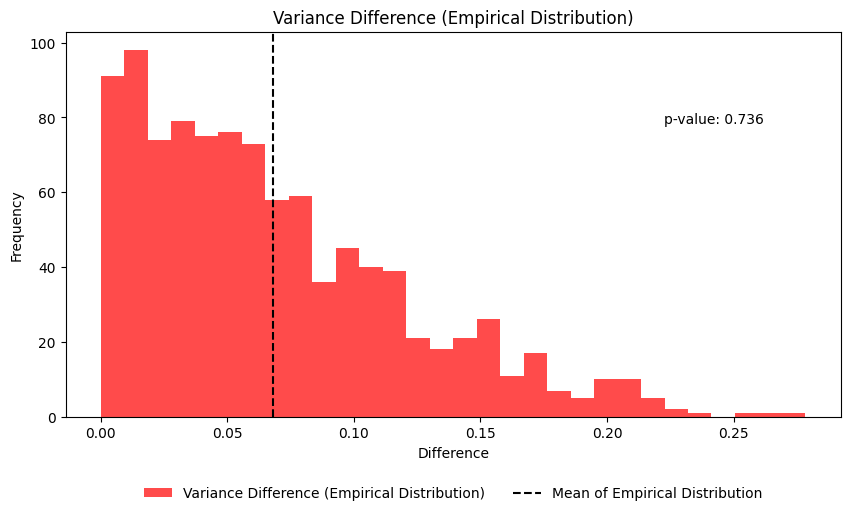 Variance Difference (Empirical Distribution)
100
80
60
40
20
0
Frequency
p-value: 0.736
0.00 0.05 0.10 0.15 0.20 0.25
Difference
Variance Difference (Empirical Distribution) Mean of Empirical Distribution